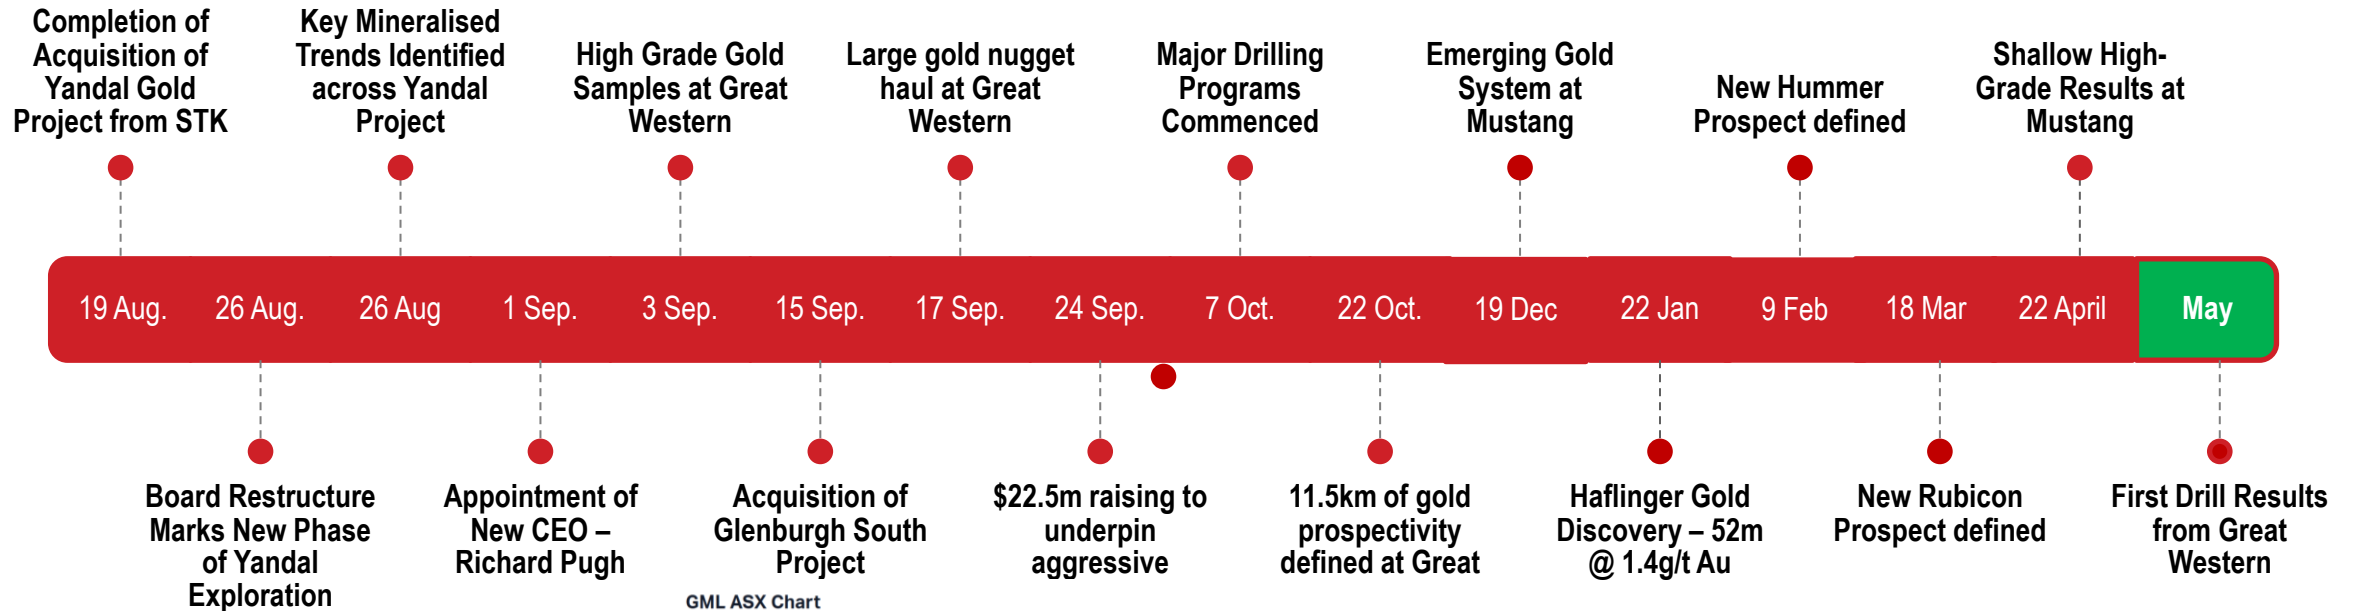 Completion of
Acquisition of
Yandal Gold
Project from STK
Key Mineralised
Trends Identified
across Yandal
Project
High Grade Gold
Samples at Great
Western
Large gold nugget
haul at Great
Western
Major Drilling
Programs
Commenced
Emerging Gold
System at
Mustang
New Hummer
Prospect defined
Shallow High-
Grade Results at
Mustang
19 Aug.
26 Aug.
26 Aug
1 Sep.
3 Sep.
15 Sep.
17 Sep.
24 Sep.
7 Oct.
22 Oct.
19 Dec
22 Jan
9 Feb
18 Mar
22 April
May
Board Restructure
Marks New Phase
of Yandal
Exploration
Appointment of
New CEO –
Richard Pugh
Acquisition of
Glenburgh South
Project
$22.5m raising to
underpin
aggressive
11.5km of gold
prospectivity
defined at Great
Haflinger Gold
Discovery – 52m
@ 1.4g/t Au
New Rubicon
Prospect defined
First Drill Results
from Great
Western
GML ASX Chart